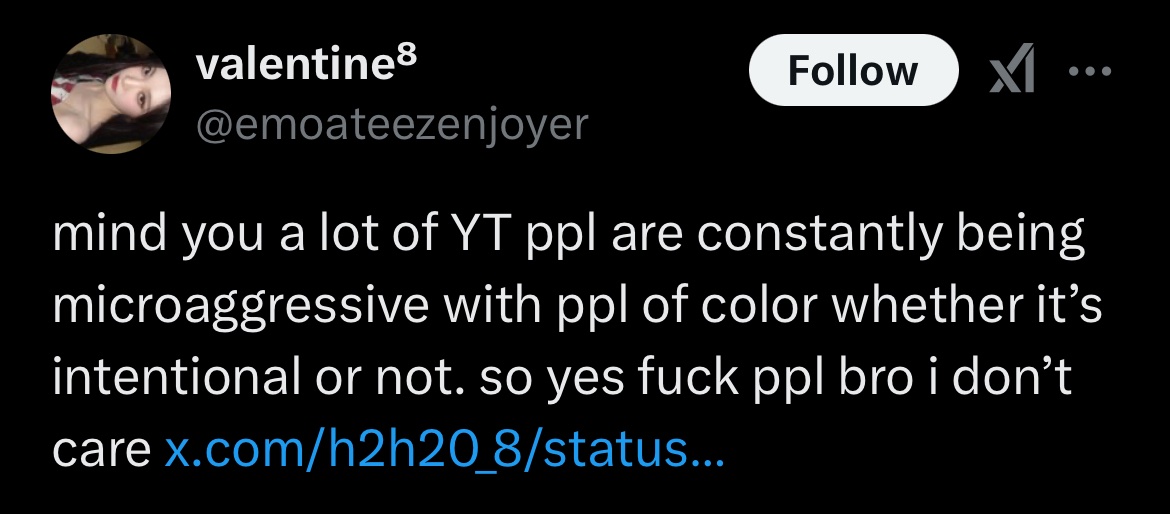 valentine⁸
Follow
@emoateezenjoyer
mind you a lot of YT ppl are constantly being
microaggressive with ppl of color whether it’s
intentional or not. so yes fuck ppl bro i don’t
care x.com/h2h20_8/status...